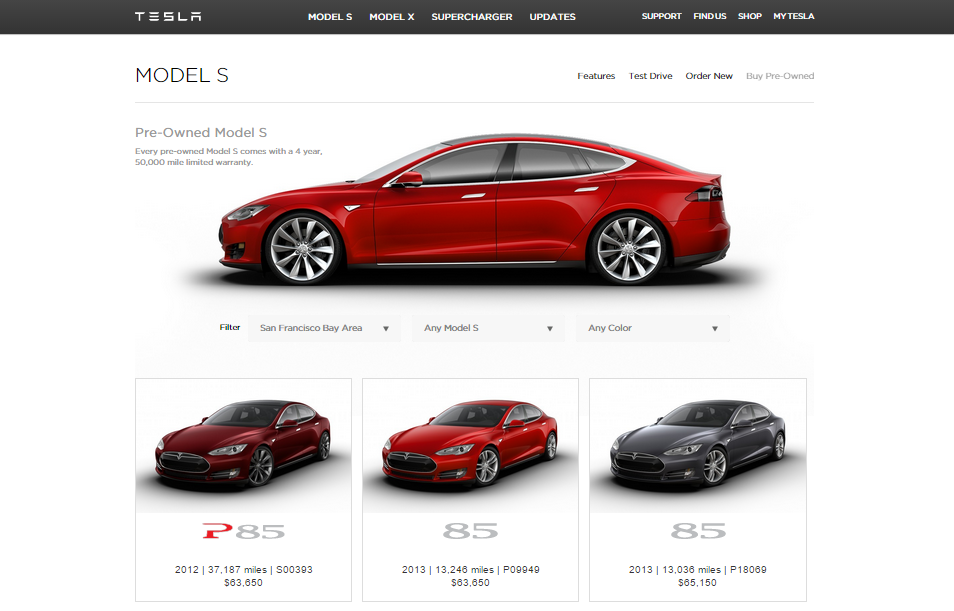 TESLA
MODEL S MODEL X SUPERCHARGER UPDATES
SUPPORT FIND US SHOP MY TESLA
MODEL S
Features Test Drive Order New Buy Pre-Owned
Pre-Owned Model S
Every pre-owned Model S comes with a 4 year,
50,000 mile limited warranty.
Filter San Francisco Bay Area Any Model S Any Color
P85
2012 | 37,187 miles | S00393
$63,650
85
2013 | 13,246 miles | P09949
$63,650
85
2013 | 13,036 miles | P18069
$65,150